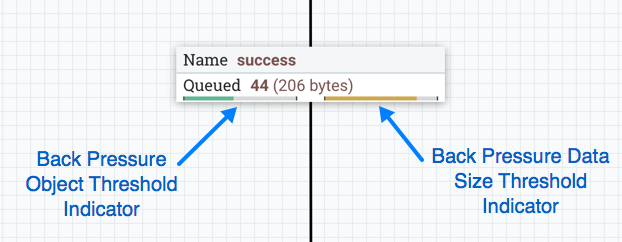 Name success
Queued 44 (206 bytes)
Back Pressure
Object Threshold
Indicator
Back Pressure Data
Size Threshold
Indicator